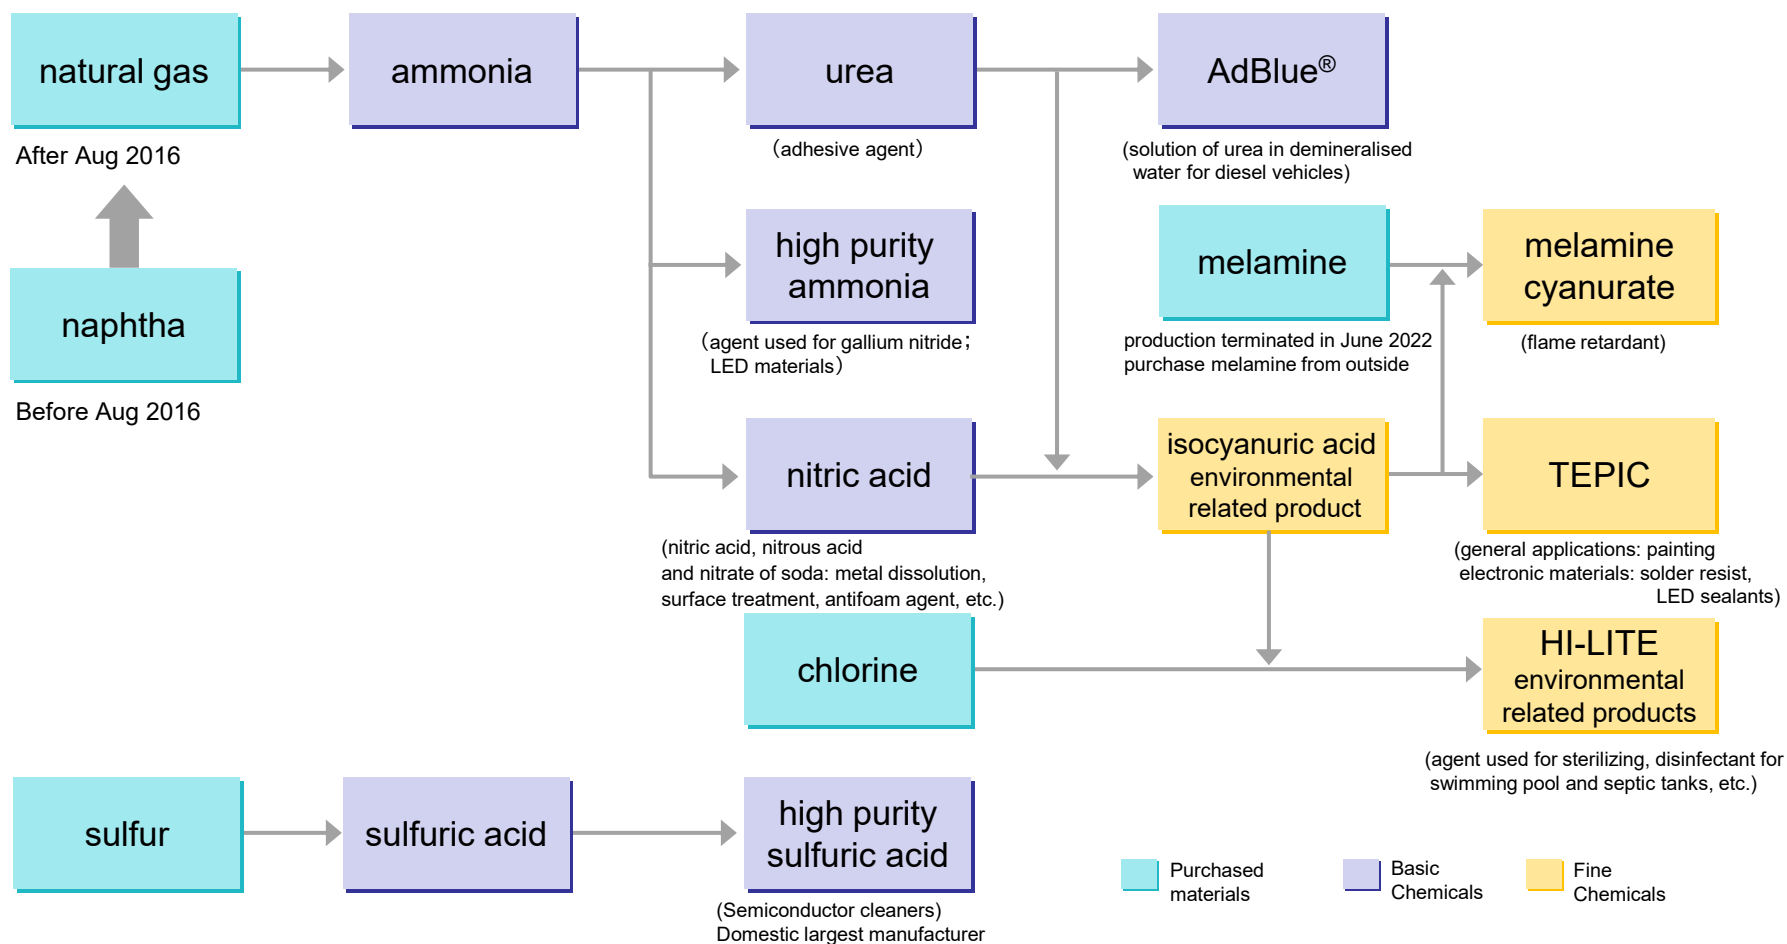 natural gas
After Aug 2016
naphtha
Before Aug 2016
ammonia
urea
（adhesive agent）
AdBlue®
(solution of urea in demineralised
water for diesel vehicles)
high purity
ammonia
（agent used for gallium nitride；
LED materials）
melamine
production terminated in June 2022
purchase melamine from outside
melamine
cyanurate
(flame retardant)
nitric acid
(nitric acid, nitrous acid
and nitrate of soda: metal dissolution,
surface treatment, antifoam agent, etc.)
isocyanuric acid
environmental
related product
TEPIC
(general applications: painting
electronic materials: solder resist,
LED sealants)
chlorine
HI-LITE
environmental
related products
(agent used for sterilizing, disinfectant for
swimming pool and septic tanks, etc.)
sulfur
sulfuric acid
high purity
sulfuric acid
(Semiconductor cleaners)
Domestic largest manufacturer
Purchased
materials
Basic
Chemicals
Fine
Chemicals